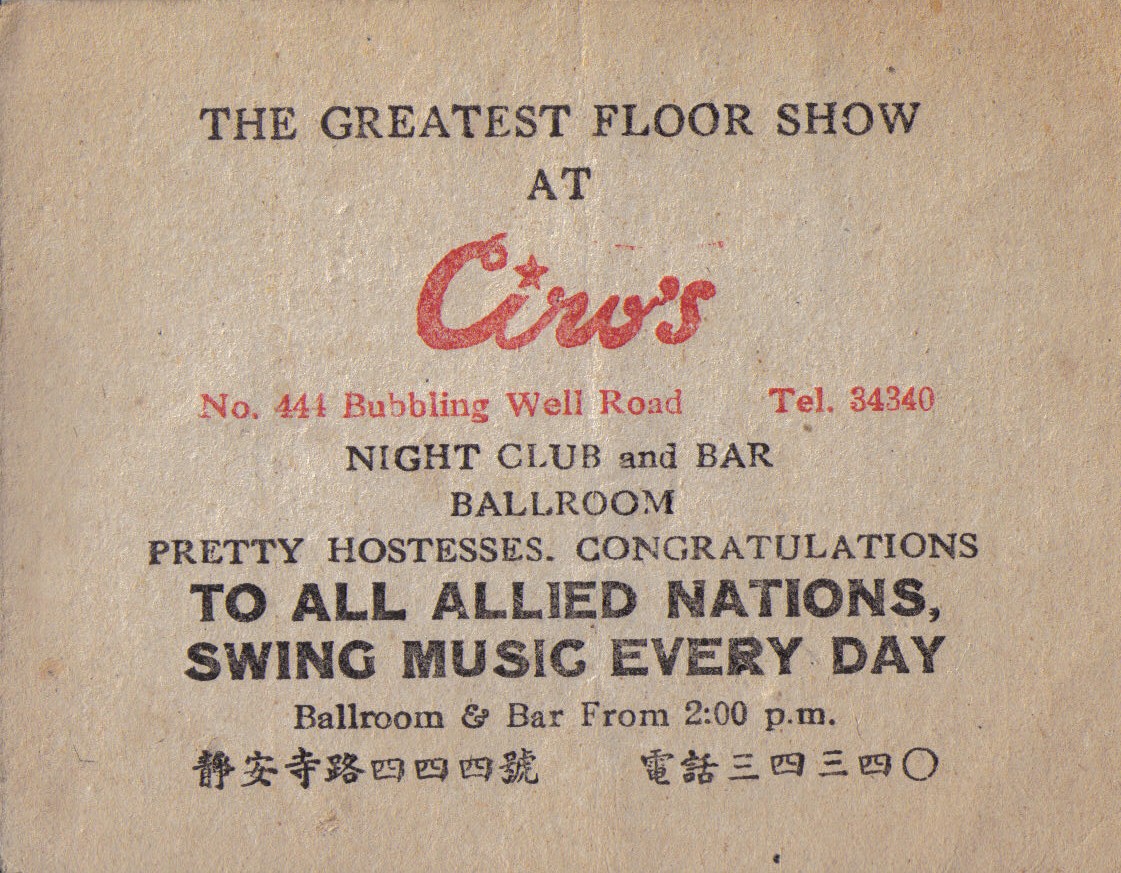 THE GREATEST FLOOR SHOW
AT
Ciro's
No. 444 Bubbling Well Road Tel. 34340
NIGHT CLUB and BAR
BALLROOM
PRETTY HOSTESSES. CONGRATULATIONS
TO ALL ALLIED NATIONS,
SWING MUSIC EVERY DAY
Ballroom & Bar From 2:00 p.m.
靜安寺路四四四號 電話三四三四〇